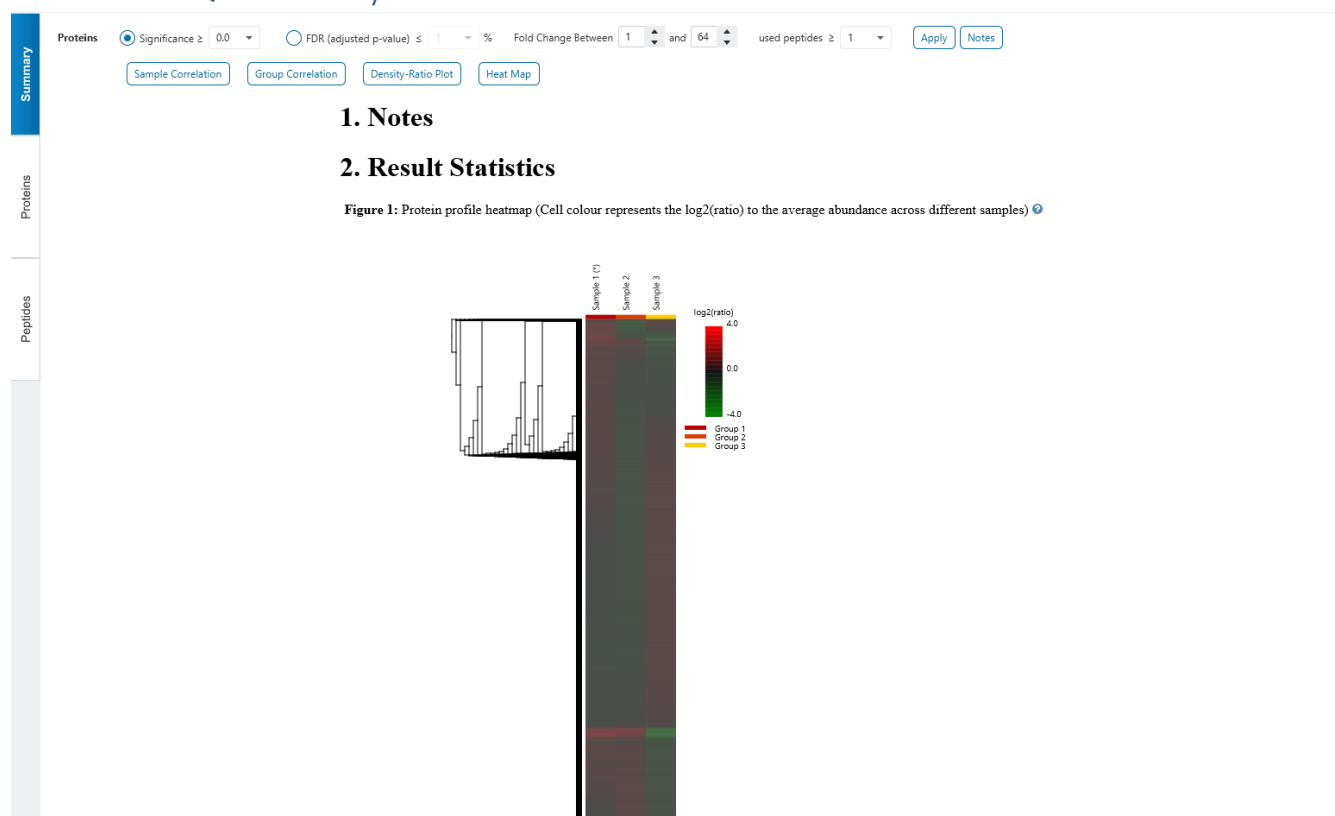 Summary
Proteins
Peptides
Proteins Significance ≥ 0.0 FDR (adjusted p-value) ≤ 1 % Fold Change Between 1 and 64 used peptides ≥ 1 Apply Notes
Sample Correlation Group Correlation Density-Ratio Plot Heat Map
1. Notes
2. Result Statistics
Figure 1: Protein profile heatmap (Cell colour represents the log2(ratio) to the average abundance across different samples) ?
Sample 1 (*)
Sample 2
Sample 3
log2(ratio)
4.0
0.0
-4.0
Group 1
Group 2
Group 3